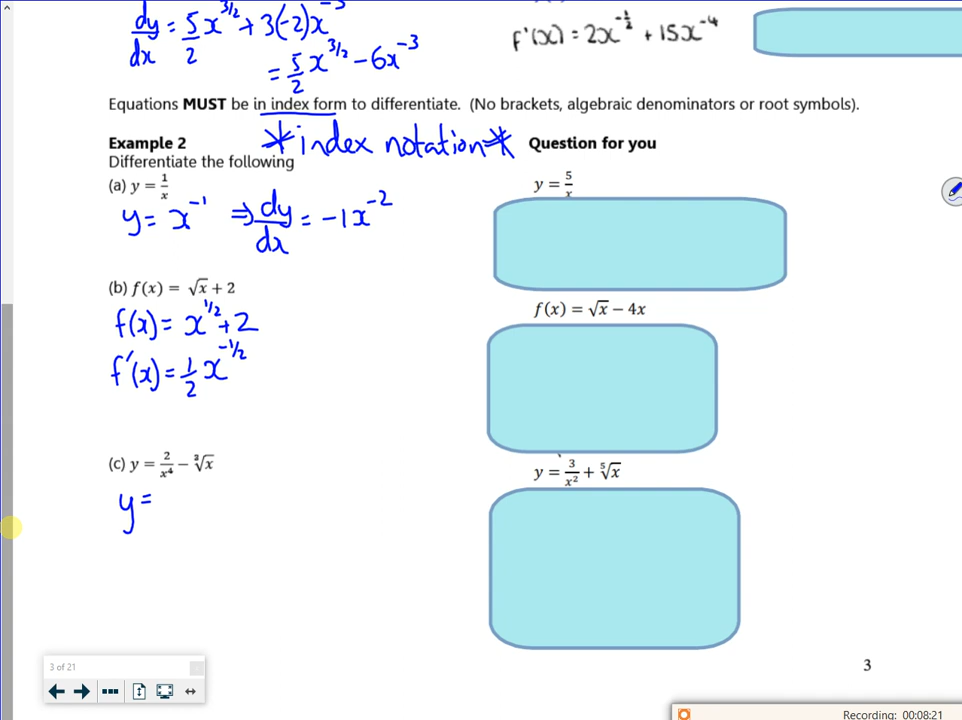 dy/dx = 5/2 x^3/2 + 3(-2)x^-3
= 5/2 x^3/2 - 6x^-3
f'(x) = 2x^-1/2 + 15x^-4
Equations MUST be in index form to differentiate. (No brackets, algebraic denominators or root symbols).
*index notation*
Example 2
Question for you
Differentiate the following
(a) y = 1/x
y = 5/x
y = x^-1 ⇒ dy/dx = -1x^-2
(b) f(x) = √x + 2
f(x) = √x − 4x
f(x) = x^1/2 + 2
f'(x) = 1/2 x^-1/2
(c) y = 2/x⁴ − ³√x
y = 3/x² + ⁵√x
y =
3
3 of 21
Recording: 00:08:21